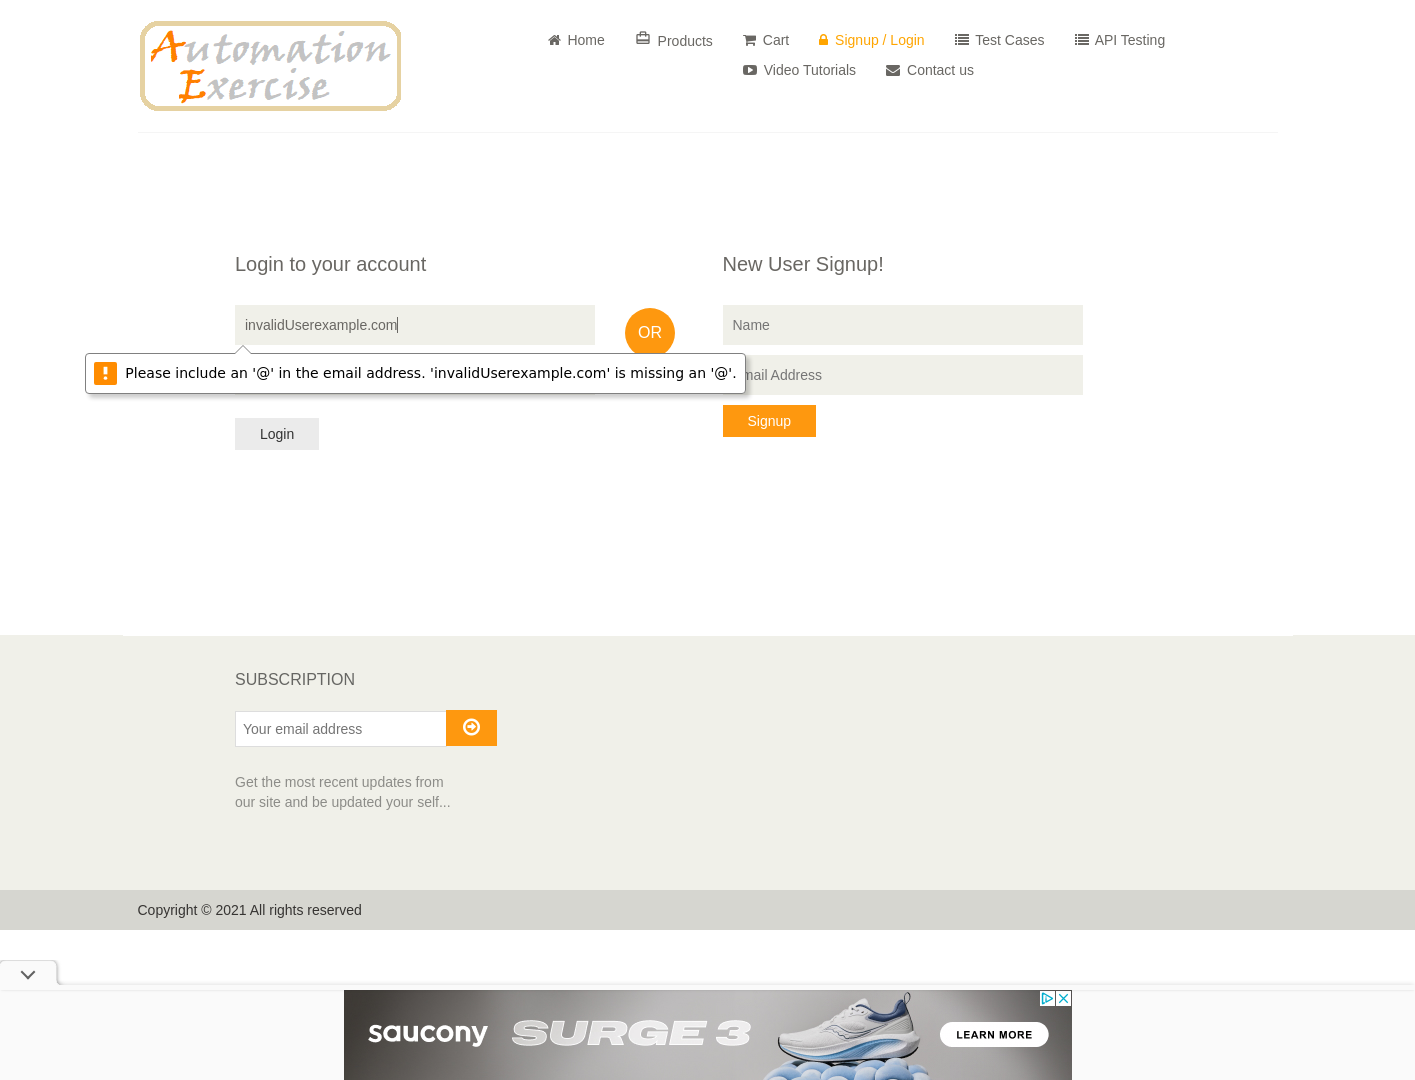 Automation
Exercise
Home
Products
Cart
Signup / Login
Test Cases
API Testing
Video Tutorials
Contact us
Login to your account
invalidUserexample.com
Please include an '@' in the email address. 'invalidUserexample.com' is missing an '@'.
Login
OR
New User Signup!
Name
mail Address
Signup
SUBSCRIPTION
Your email address
Get the most recent updates from
our site and be updated your self...
Copyright © 2021 All rights reserved
saucony
SURGE 3
LEARN MORE